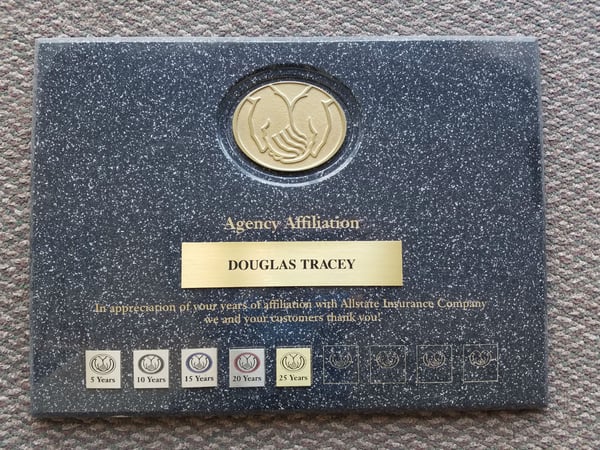 Agency Affiliation
DOUGLAS TRACEY
In appreciation of your years of affiliation with Allstate Insurance Company
we and your customers thank you!
5 Years 10 Years 15 Years 20 Years 25 Years